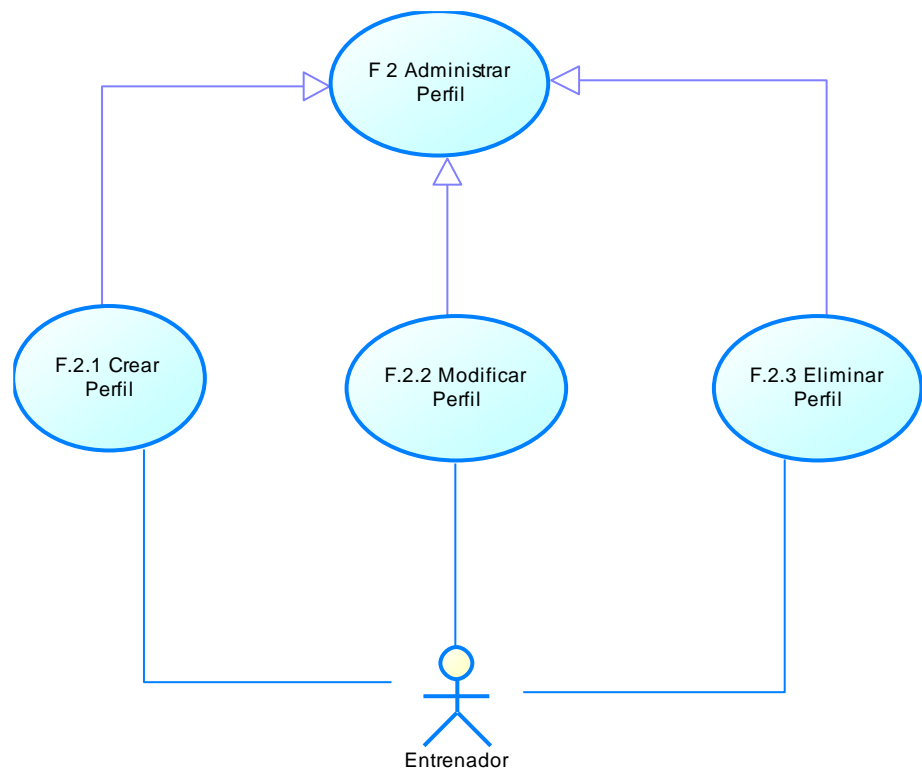 F 2 Administrar
Perfil
F.2.1 Crear
Perfil
F.2.2 Modificar
Perfil
F.2.3 Eliminar
Perfil
Entrenador